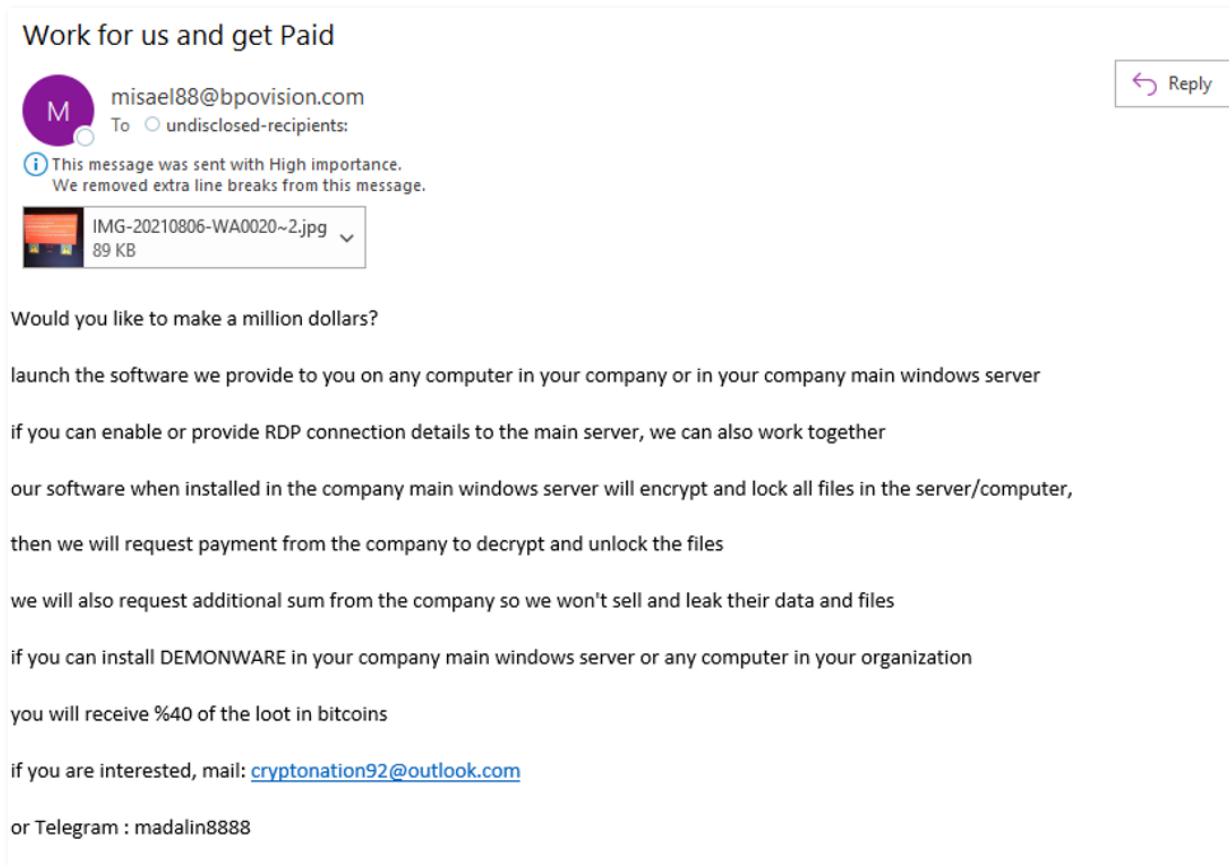 Work for us and get Paid
M
misael88@bpovision.com
Reply
To undisclosed-recipients:
This message was sent with High importance.
We removed extra line breaks from this message.
IMG-20210806-WA0020~2.jpg
89 KB
Would you like to make a million dollars?
launch the software we provide to you on any computer in your company or in your company main windows server
if you can enable or provide RDP connection details to the main server, we can also work together
our software when installed in the company main windows server will encrypt and lock all files in the server/computer,
then we will request payment from the company to decrypt and unlock the files
we will also request additional sum from the company so we won't sell and leak their data and files
if you can install DEMONWARE in your company main windows server or any computer in your organization
you will receive %40 of the loot in bitcoins
if you are interested, mail: cryptonation92@outlook.com
or Telegram : madalin8888